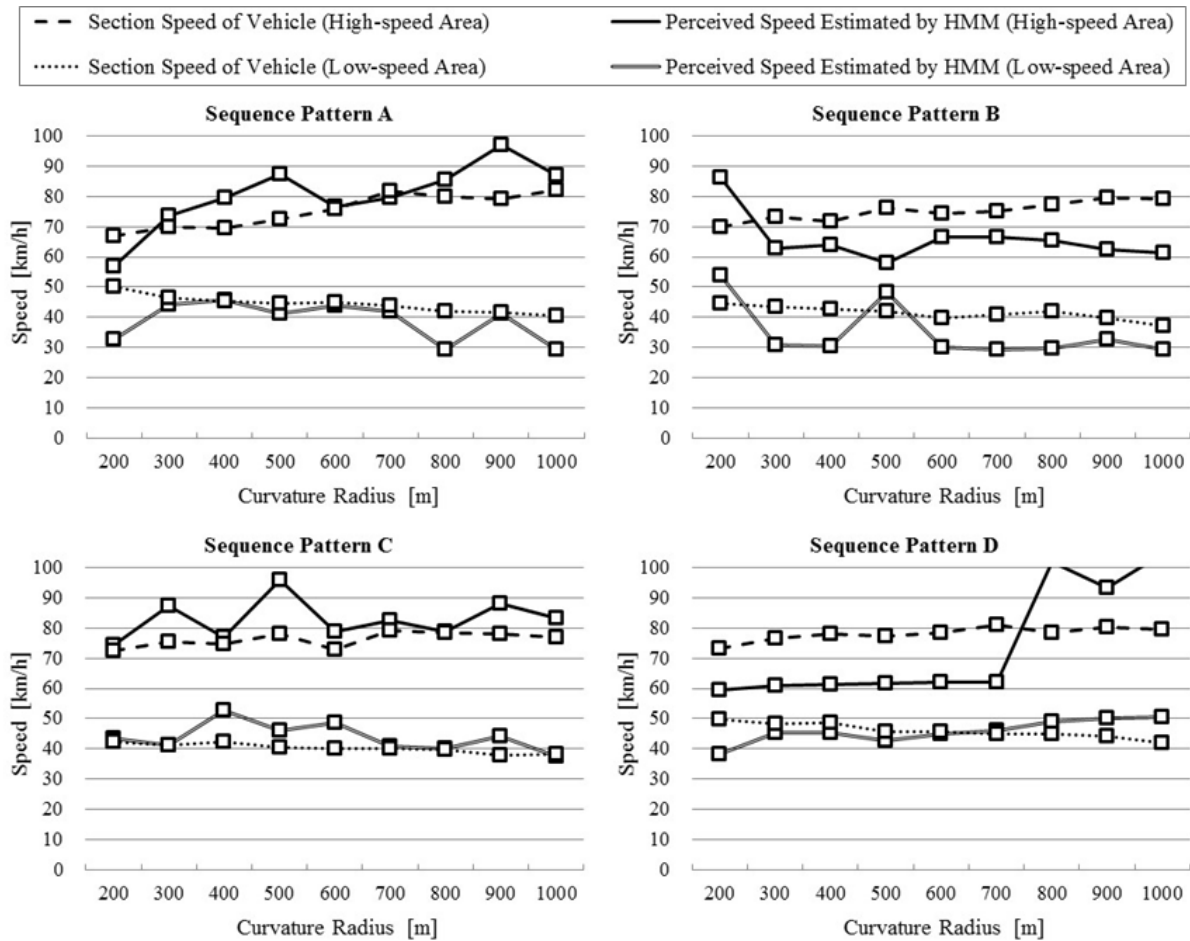 Section Speed of Vehicle (High-speed Area) Perceived Speed Estimated by HMM (High-speed Area)
Section Speed of Vehicle (Low-speed Area) Perceived Speed Estimated by HMM (Low-speed Area)
Sequence Pattern A
100
90
80
70
60
50
40
30
20
10
0
Speed [km/h]
200 300 400 500 600 700 800 900 1000
Curvature Radius [m]
Sequence Pattern B
100
90
80
70
60
50
40
30
20
10
0
Speed [km/h]
200 300 400 500 600 700 800 900 1000
Curvature Radius [m]
Sequence Pattern C
100
90
80
70
60
50
40
30
20
10
0
Speed [km/h]
200 300 400 500 600 700 800 900 1000
Curvature Radius [m]
Sequence Pattern D
100
90
80
70
60
50
40
30
20
10
0
Speed [km/h]
200 300 400 500 600 700 800 900 1000
Curvature Radius [m]